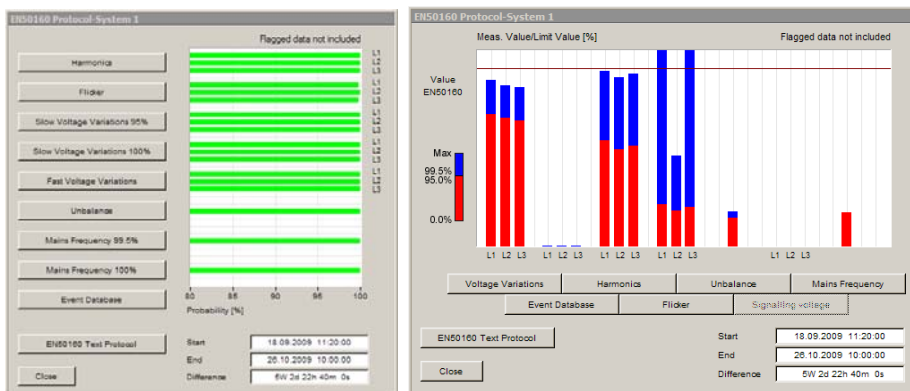 EN50160 Protocol-System 1
Flagged data not included
Harmonics
L1
L2
L3
Flicker
L1
L2
L3
Slow Voltage Variations 95%
L1
L2
L3
Slow Voltage Variations 100%
L1
L2
L3
Fast Voltage Variations
L1
L2
L3
Unbalance
Mains Frequency 99.5%
Mains Frequency 100%
Event Database
80 85 90 95 100
Probability [%]
EN50160 Text Protocol
Start 18.09.2009 11:20:00
End 26.10.2009 10:00:00
Close
Difference 5W 2d 22h 40m 0s
EN50160 Protocol-System 1
Meas. Value/Limit Value [%] Flagged data not included
Value
EN50160
Max
99.5%
95.0%
0.0%
L1 L2 L3 L1 L2 L3 L1 L2 L3 L1 L2 L3 L1 L2 L3
Voltage Variations Harmonics Unbalance Mains Frequency
Event Database Flicker Signalling voltage
EN50160 Text Protocol
Start 18.09.2009 11:20:00
End 26.10.2009 10:00:00
Close
Difference 5W 2d 22h 40m 0s